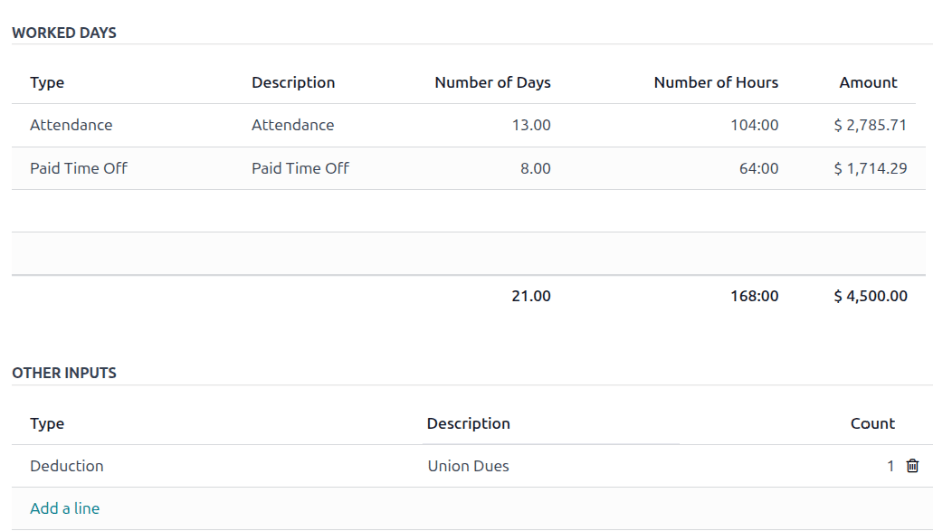 WORKED DAYS
Type Description Number of Days Number of Hours Amount
Attendance Attendance 13.00 104:00 $ 2,785.71
Paid Time Off Paid Time Off 8.00 64:00 $ 1,714.29
21.00 168:00 $ 4,500.00
OTHER INPUTS
Type Description Count
Deduction Union Dues 1
Add a line